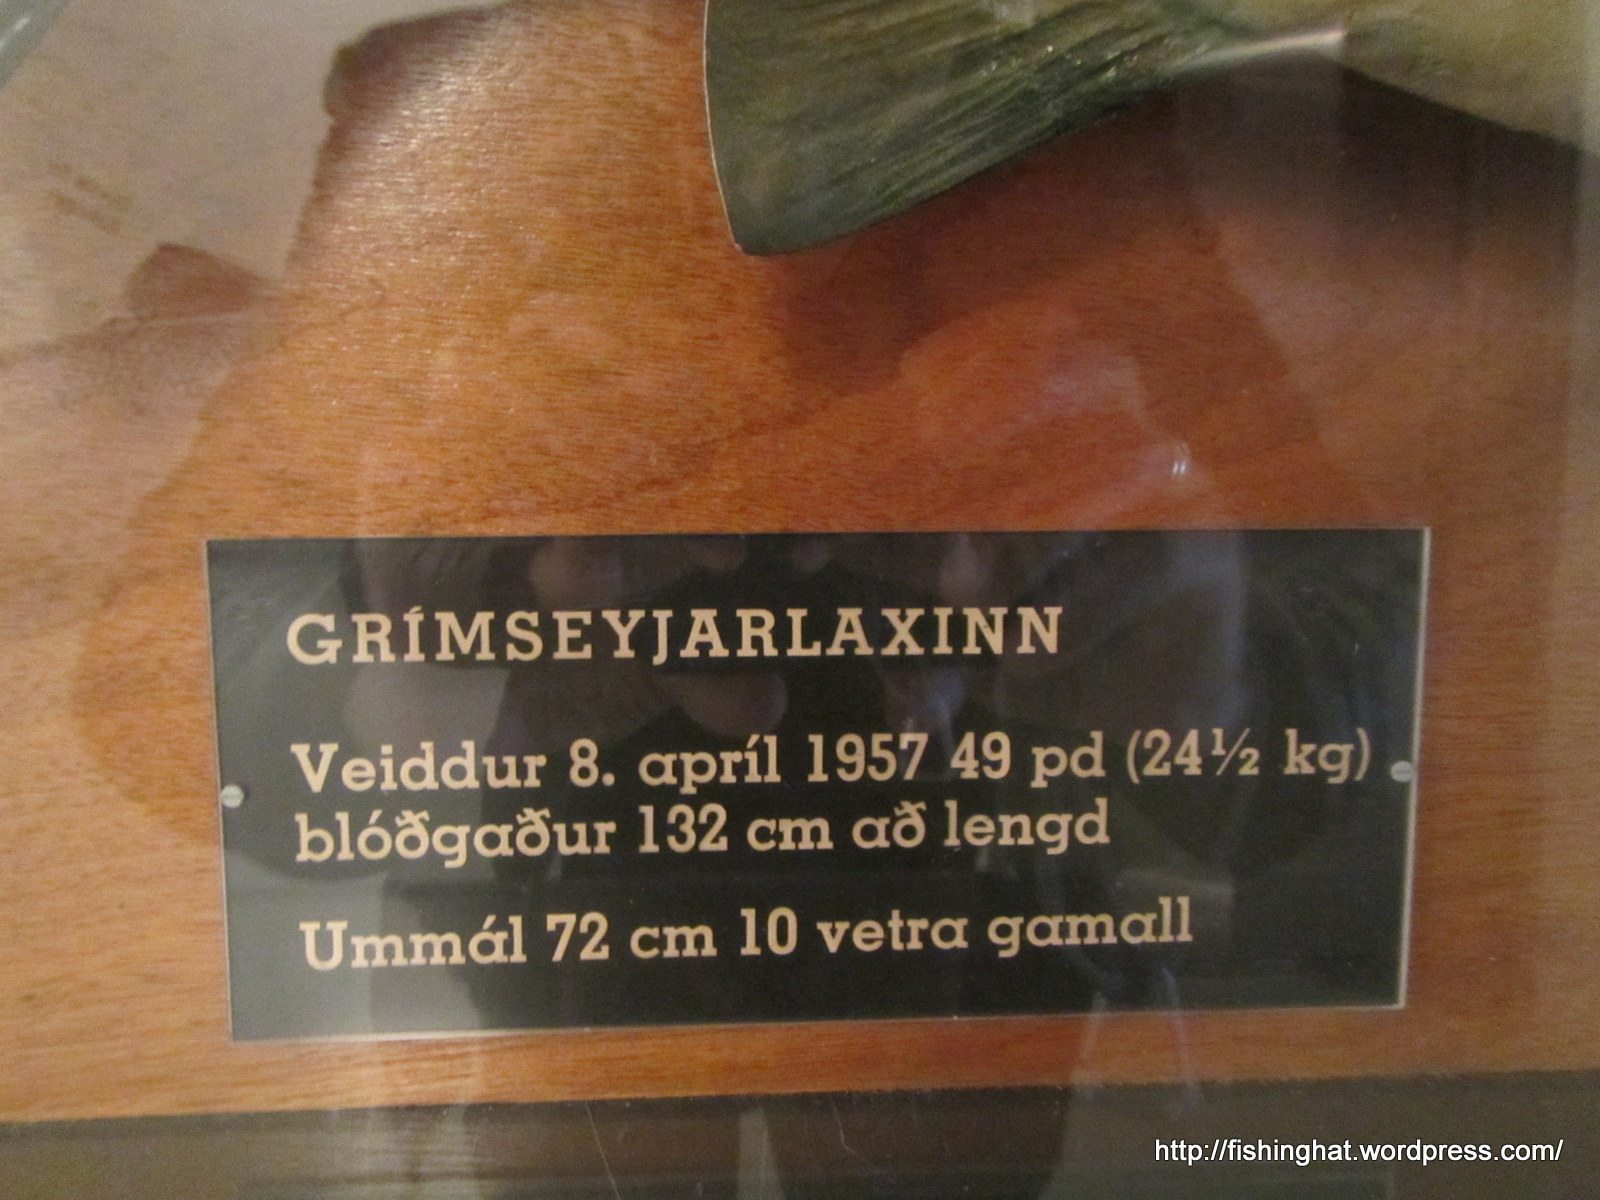 GRÍMSEYJARLAXINN
Veiddur 8. apríl 1957 49 pd (24½ kg)
blóðgaður 132 cm að lengd
Ummál 72 cm 10 vetra gamall
http://fishinghat.wordpress.com/